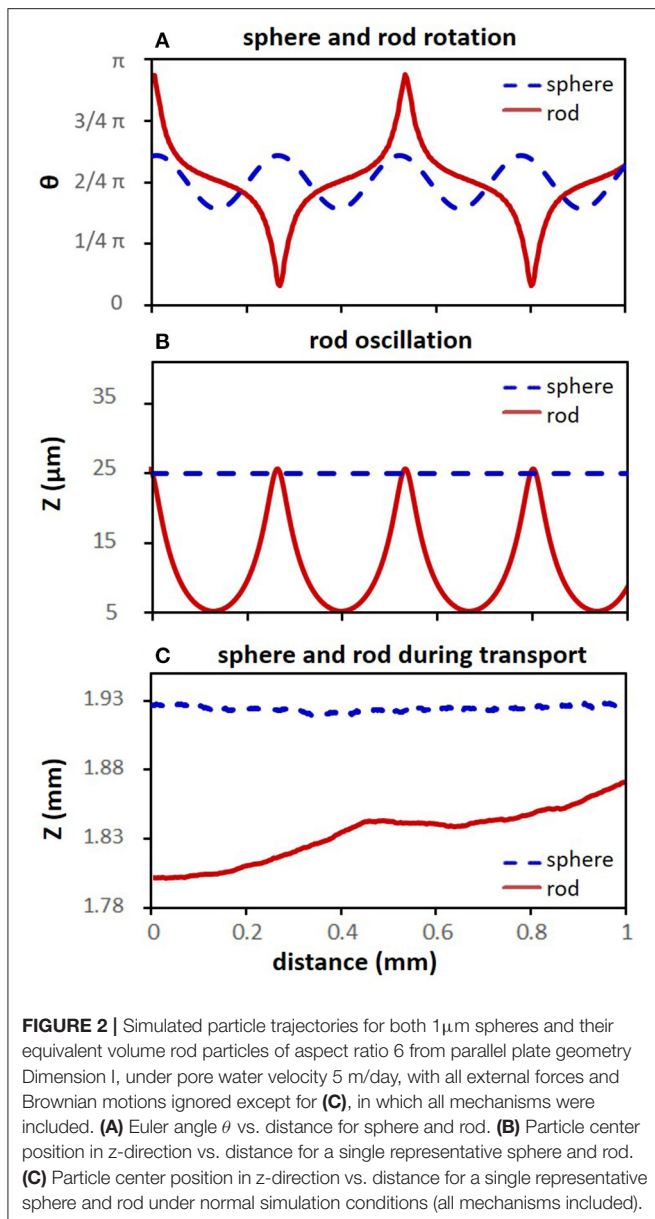 A
sphere and rod rotation
π
3/4 π
2/4 π
1/4 π
0
θ
sphere
rod
B
rod oscillation
35
25
15
5
Z (μm)
sphere
rod
C
sphere and rod during transport
1.93
1.88
1.83
1.78
Z (mm)
sphere
rod
0 0.2 0.4 0.6 0.8 1
distance (mm)
FIGURE 2 | Simulated particle trajectories for both 1μm spheres and their
equivalent volume rod particles of aspect ratio 6 from parallel plate geometry
Dimension I, under pore water velocity 5 m/day, with all external forces and
Brownian motions ignored except for (C), in which all mechanisms were
included. (A) Euler angle θ vs. distance for sphere and rod. (B) Particle center
position in z-direction vs. distance for a single representative sphere and rod.
(C) Particle center position in z-direction vs. distance for a single representative
sphere and rod under normal simulation conditions (all mechanisms included).